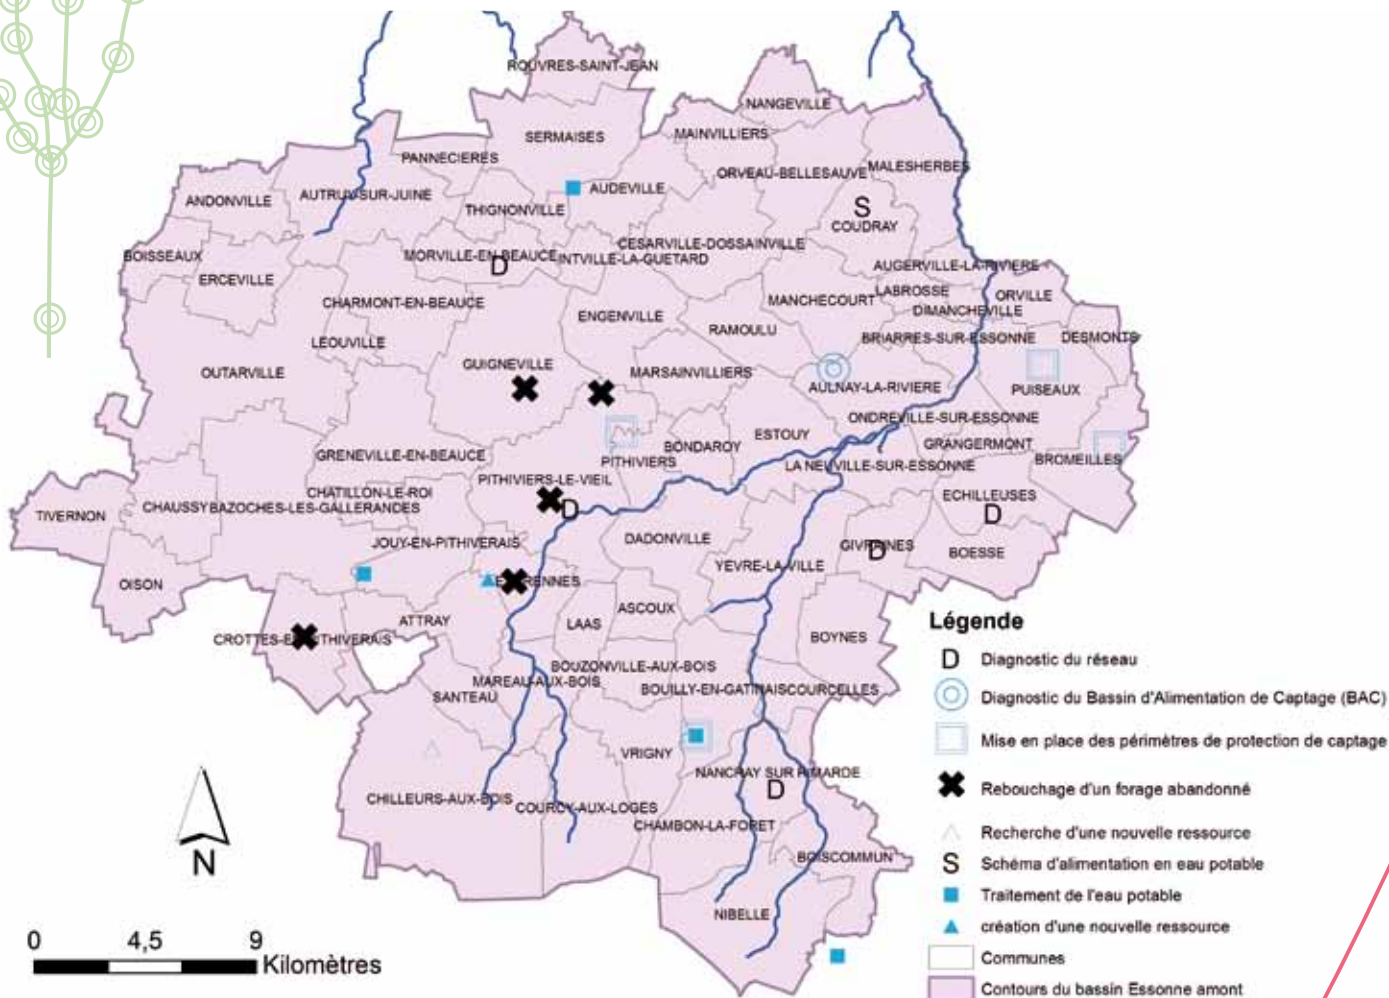 ROUVRES-SAINT-JEAN
NANGEVILLE
SERMAISES
MAINVILLIERS
PANNECIERES
ORVEAU-BELLESAUVE
MALESHERBES
AUDEVILLE
ANDONVILLE
AUTRUY-SUR-JUINE
THIGNONVILLE
S
COUDRAY
CESARVILLE-DOSSAINVILLE
BOISSEAUX
MORVILLE-EN-BEAUCE
INTVILLE-LA-GUETARD
D
AUGERVILLE-LA-RIVIERE
ERCEVILLE
LABROSSE
ORVILLE
CHARMONT-EN-BEAUCE
MANCHECOURT
DIMANCHEVILLE
ENGENVILLE
RAMOULU
BRIARRES-SUR-ESSONNE
DESMONTS
LEOUVILLE
GUIGNEVILLE
OUTARVILLE
MARSAINVILLIERS
AULNAY-LA-RIVIERE
PUISEAUX
ONDREVILLE-SUR-ESSONNE
ESTOUY
GRANGERMONT
BONDAROY
GRENEVILLE-EN-BEAUCE
PITHIVIERS
LA NEUVILLE-SUR-ESSONNE
BROMEILLES
PITHIVIERS-LE-VIEIL
CHATILLON-LE-ROI
ECHILLEUSES
CHAUSSY
BAZOCHES-LES-GALLERANDES
D
D
TIVERNON
DADONVILLE
JOUY-EN-PITHIVERAIS
D
BOESSE
YEVRE-LA-VILLE
OISON
ASCOUX
ATTRAY
LAAS
BOYNES
BOUZONVILLE-AUX-BOIS
MAREAU-AUX-BOIS
SANTEAU
BOUILLY-EN-GATINAIS
COURCELLES
VRIGNY
NANCRAY SUR RIMARDE
D
CHILLEURS-AUX-BOIS
COURCY-AUX-LOGES
CHAMBON-LA-FORET
BOISCOMMUN
NIBELLE
N
0 4,5 9
Kilomètres
Légende
D Diagnostic du réseau
Diagnostic du Bassin d'Alimentation de Captage (BAC)
Mise en place des périmètres de protection de captage
Rebouchage d'un forage abandonné
Recherche d'une nouvelle ressource
S Schéma d'alimentation en eau potable
Traitement de l'eau potable
création d'une nouvelle ressource
Communes
Contours du bassin Essonne amont